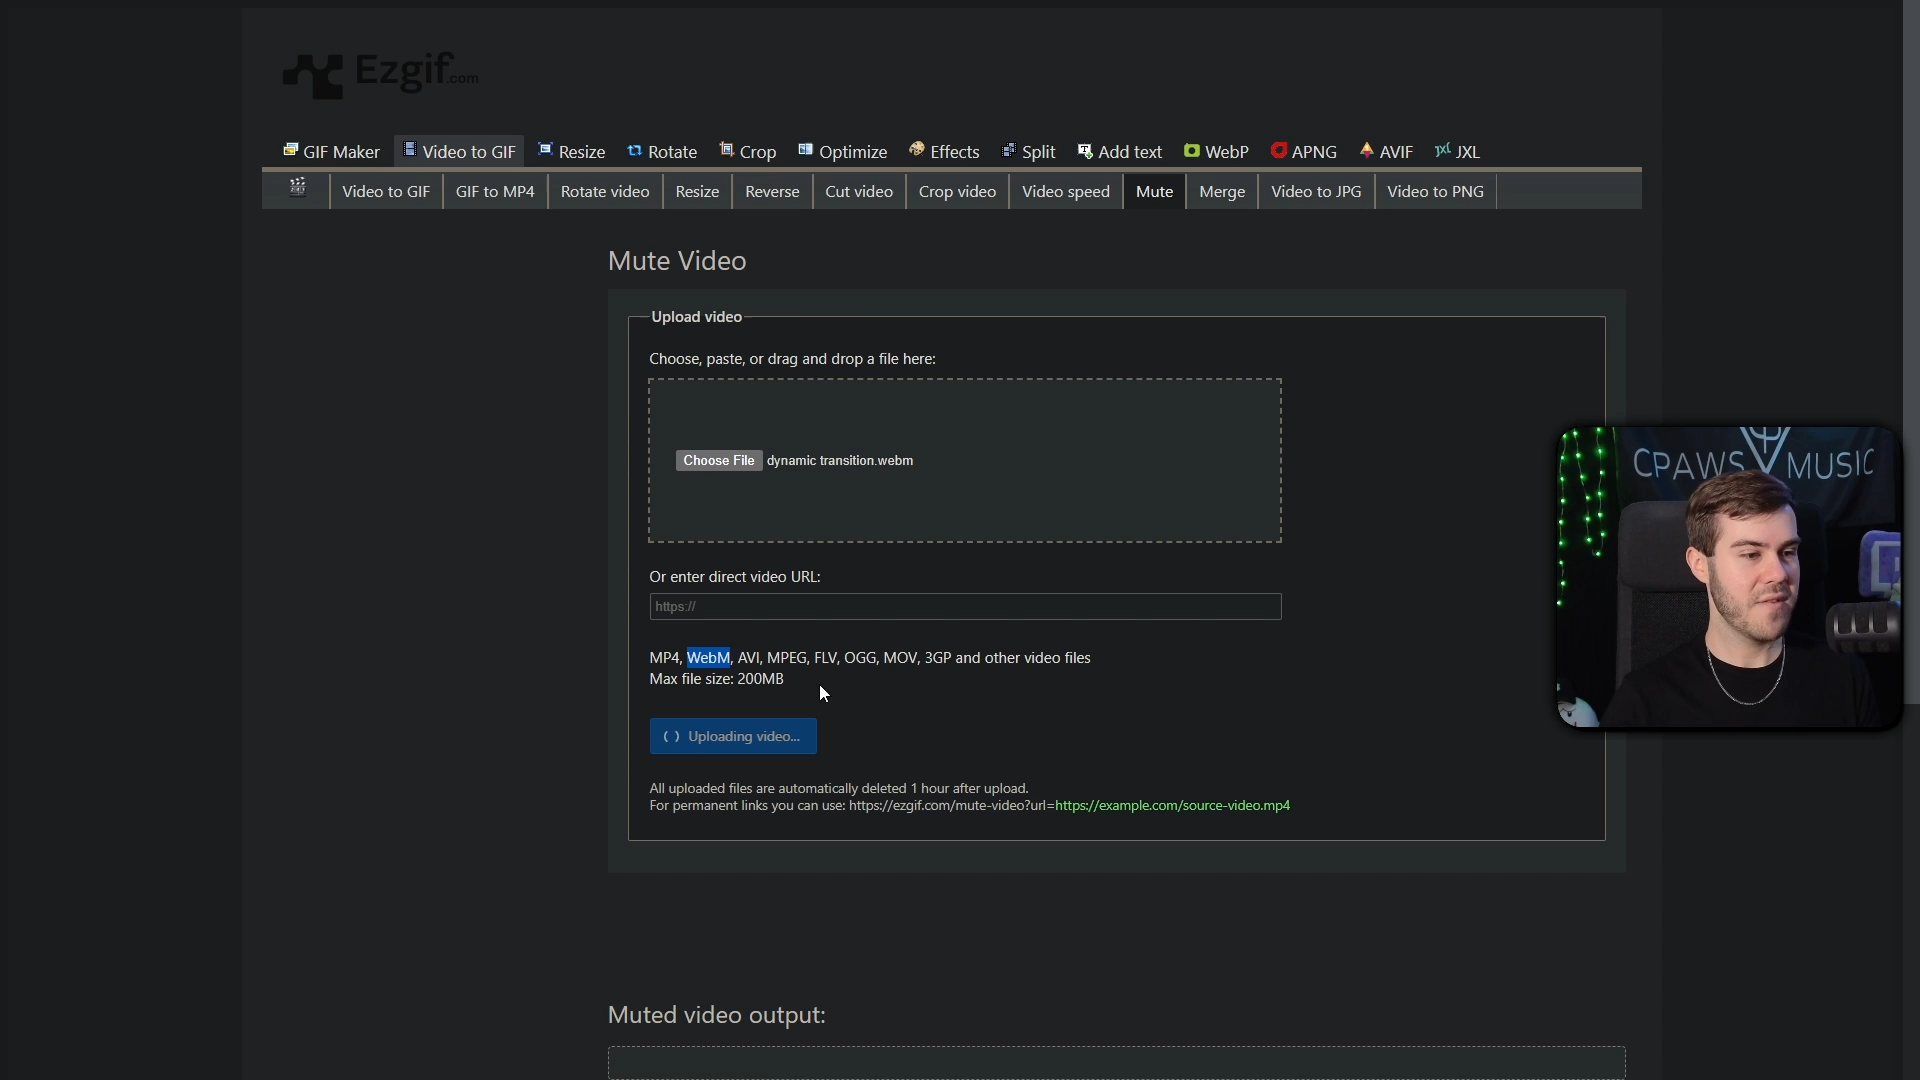 Ezgif.com
GIF Maker Video to GIF Resize Rotate Crop Optimize Effects Split Add text WebP APNG AVIF JXL
Video to GIF GIF to MP4 Rotate video Resize Reverse Cut video Crop video Video speed Mute Merge Video to JPG Video to PNG
Mute Video
Upload video
Choose, paste, or drag and drop a file here:
Choose File dynamic transition.webm
CPAWS MUSIC
Or enter direct video URL:
https://
MP4, WebM, AVI, MPEG, FLV, OGG, MOV, 3GP and other video files
Max file size: 200MB
Uploading video...
All uploaded files are automatically deleted 1 hour after upload.
For permanent links you can use: https://ezgif.com/mute-video?url=https://example.com/source-video.mp4
Muted video output: